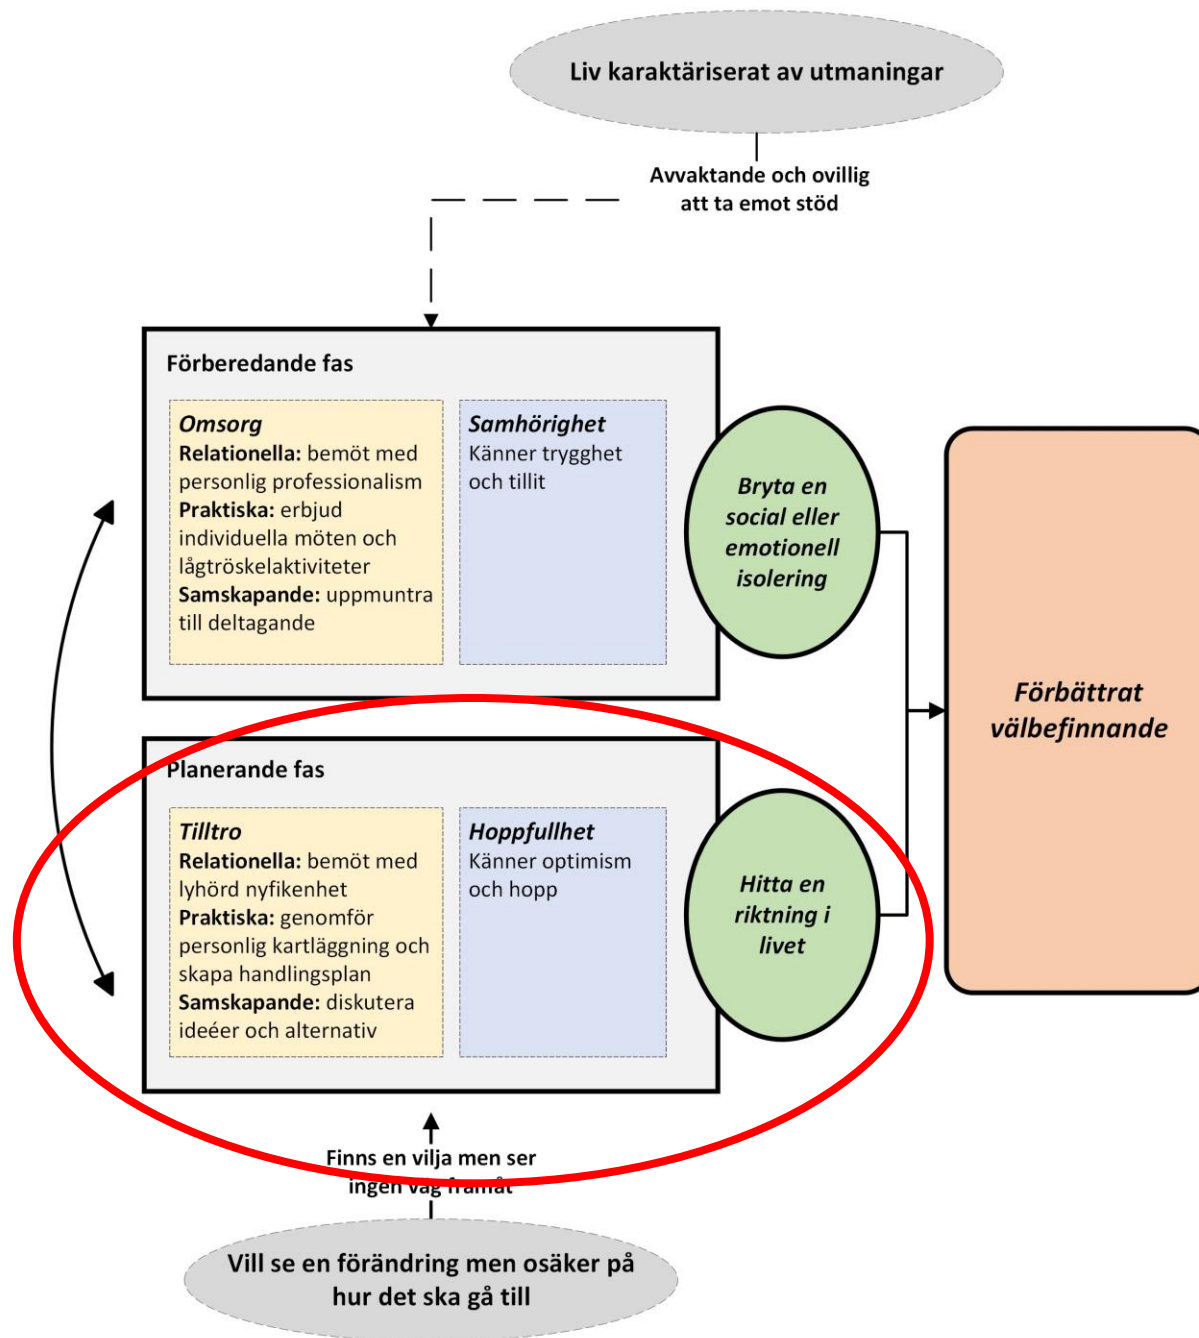 Liv karaktäriserat av utmaningar
Avvaktande och ovillig
att ta emot stöd
Förberedande fas
Omsorg
Relationella: bemöt med
personlig professionalism
Praktiska: erbjud
individuella möten och
lågtröskelaktiviteter
Samskapande: uppmuntra
till deltagande
Samhörighet
Känner trygghet
och tillit
Bryta en
social eller
emotionell
isolering
Förbättrat
välbefinnande
Planerande fas
Tilltro
Relationella: bemöt med
lyhörd nyfikenhet
Praktiska: genomför
personlig kartläggning och
skapa handlingsplan
Samskapande: diskutera
ideéer och alternativ
Hoppfullhet
Känner optimism
och hopp
Hitta en
riktning i
livet
Finns en vilja men ser
ingen väg framåt
Vill se en förändring men osäker på
hur det ska gå till